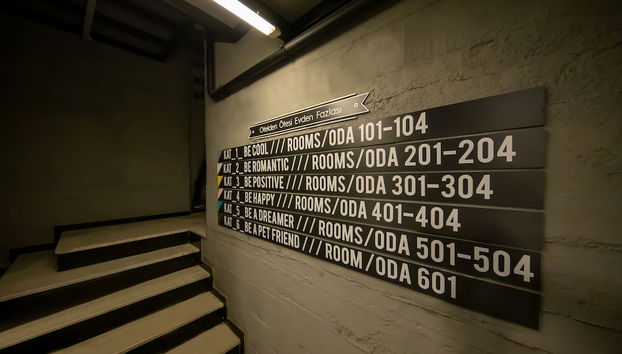 Otelden Ötesi Evden Fazlası
KAT_1_BE COOL /// ROOMS/ODA 101-104
KAT_2_BE ROMANTIC /// ROOMS/ODA 201-204
KAT_3_BE POSITIVE /// ROOMS/ODA 301-304
KAT_4_BE HAPPY /// ROOMS/ODA 401-404
KAT_5_BE A DREAMER /// ROOMS/ODA 501-504
KAT_6_BE A PET FRIEND /// ROOM/ODA 601